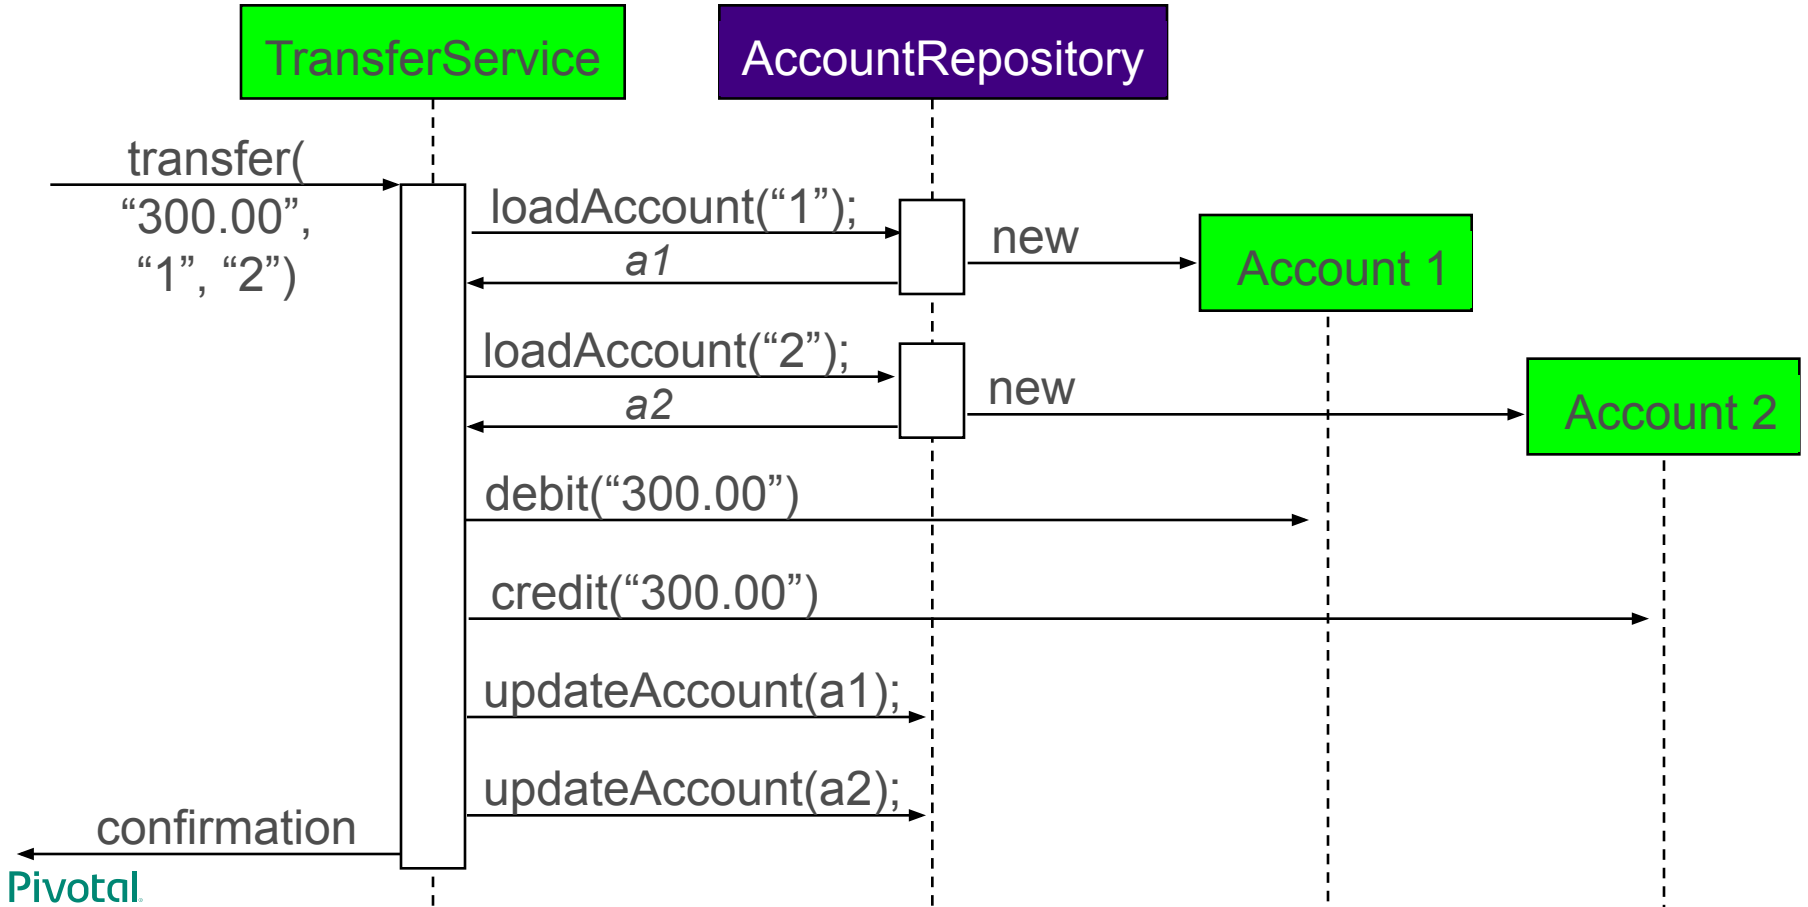 TransferService
AccountRepository
transfer(
“300.00”,
“1”, “2”)
loadAccount(“1”);
a1
new
Account 1
loadAccount(“2”);
a2
new
Account 2
debit(“300.00”)
credit(“300.00”)
updateAccount(a1);
updateAccount(a2);
confirmation
Pivotal